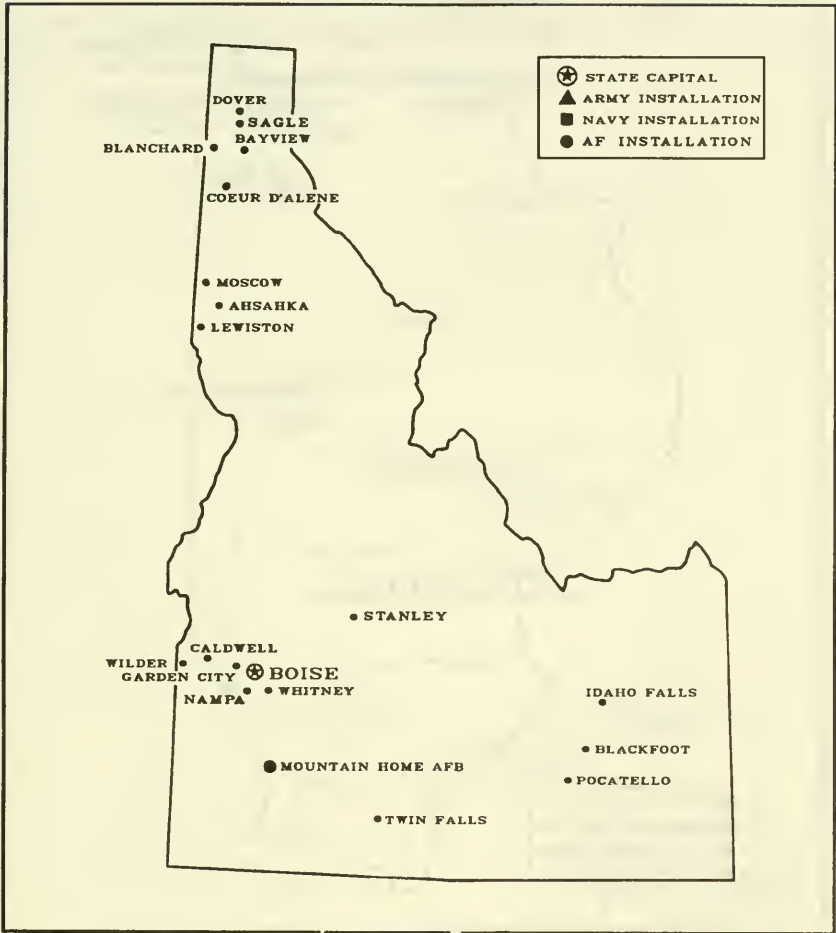 STATE CAPITAL
ARMY INSTALLATION
NAVY INSTALLATION
AF INSTALLATION
DOVER
SAGLE
BAYVIEW
BLANCHARD
COEUR D'ALENE
MOSCOW
AHSAHKA
LEWISTON
STANLEY
CALDWELL
WILDER
GARDEN CITY
BOISE
NAMPA
WHITNEY
IDAHO FALLS
BLACKFOOT
MOUNTAIN HOME AFB
POCATELLO
TWIN FALLS